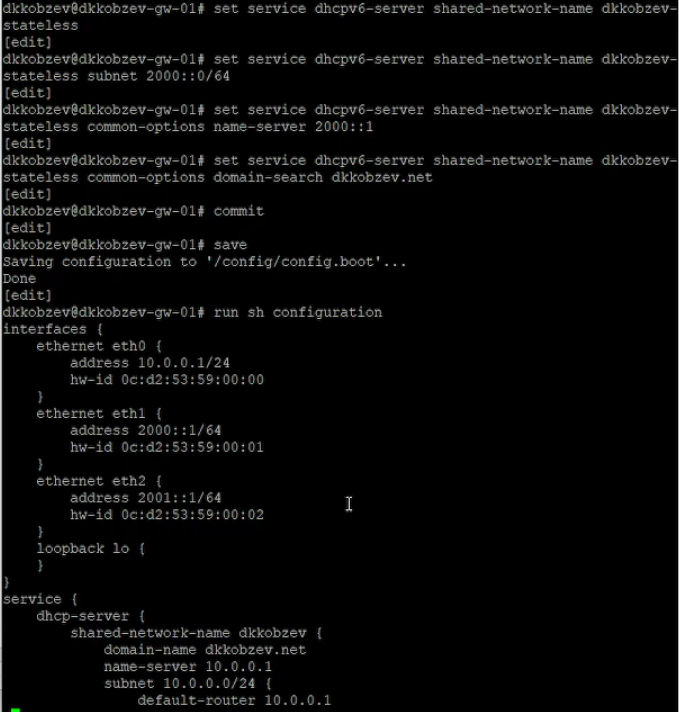 dkkobzev@dkkobzev-gw-01# set service dhcpv6-server shared-network-name dkkobzev-
stateless
[edit]
dkkobzev@dkkobzev-gw-01# set service dhcpv6-server shared-network-name dkkobzev-
stateless subnet 2000::0/64
[edit]
dkkobzev@dkkobzev-gw-01# set service dhcpv6-server shared-network-name dkkobzev-
stateless common-options name-server 2000::1
[edit]
dkkobzev@dkkobzev-gw-01# set service dhcpv6-server shared-network-name dkkobzev-
stateless common-options domain-search dkkobzev.net
[edit]
dkkobzev@dkkobzev-gw-01# commit
[edit]
dkkobzev@dkkobzev-gw-01# save
Saving configuration to '/config/config.boot'...
Done
[edit]
dkkobzev@dkkobzev-gw-01# run sh configuration
interfaces {
    ethernet eth0 {
        address 10.0.0.1/24
        hw-id 0c:d2:53:59:00:00
    }
    ethernet eth1 {
        address 2000::1/64
        hw-id 0c:d2:53:59:00:01
    }
    ethernet eth2 {
        address 2001::1/64
        hw-id 0c:d2:53:59:00:02
    }
    loopback lo {
    }
}
service {
    dhcp-server {
        shared-network-name dkkobzev {
            domain-name dkkobzev.net
            name-server 10.0.0.1
            subnet 10.0.0.0/24 {
                default-router 10.0.0.1